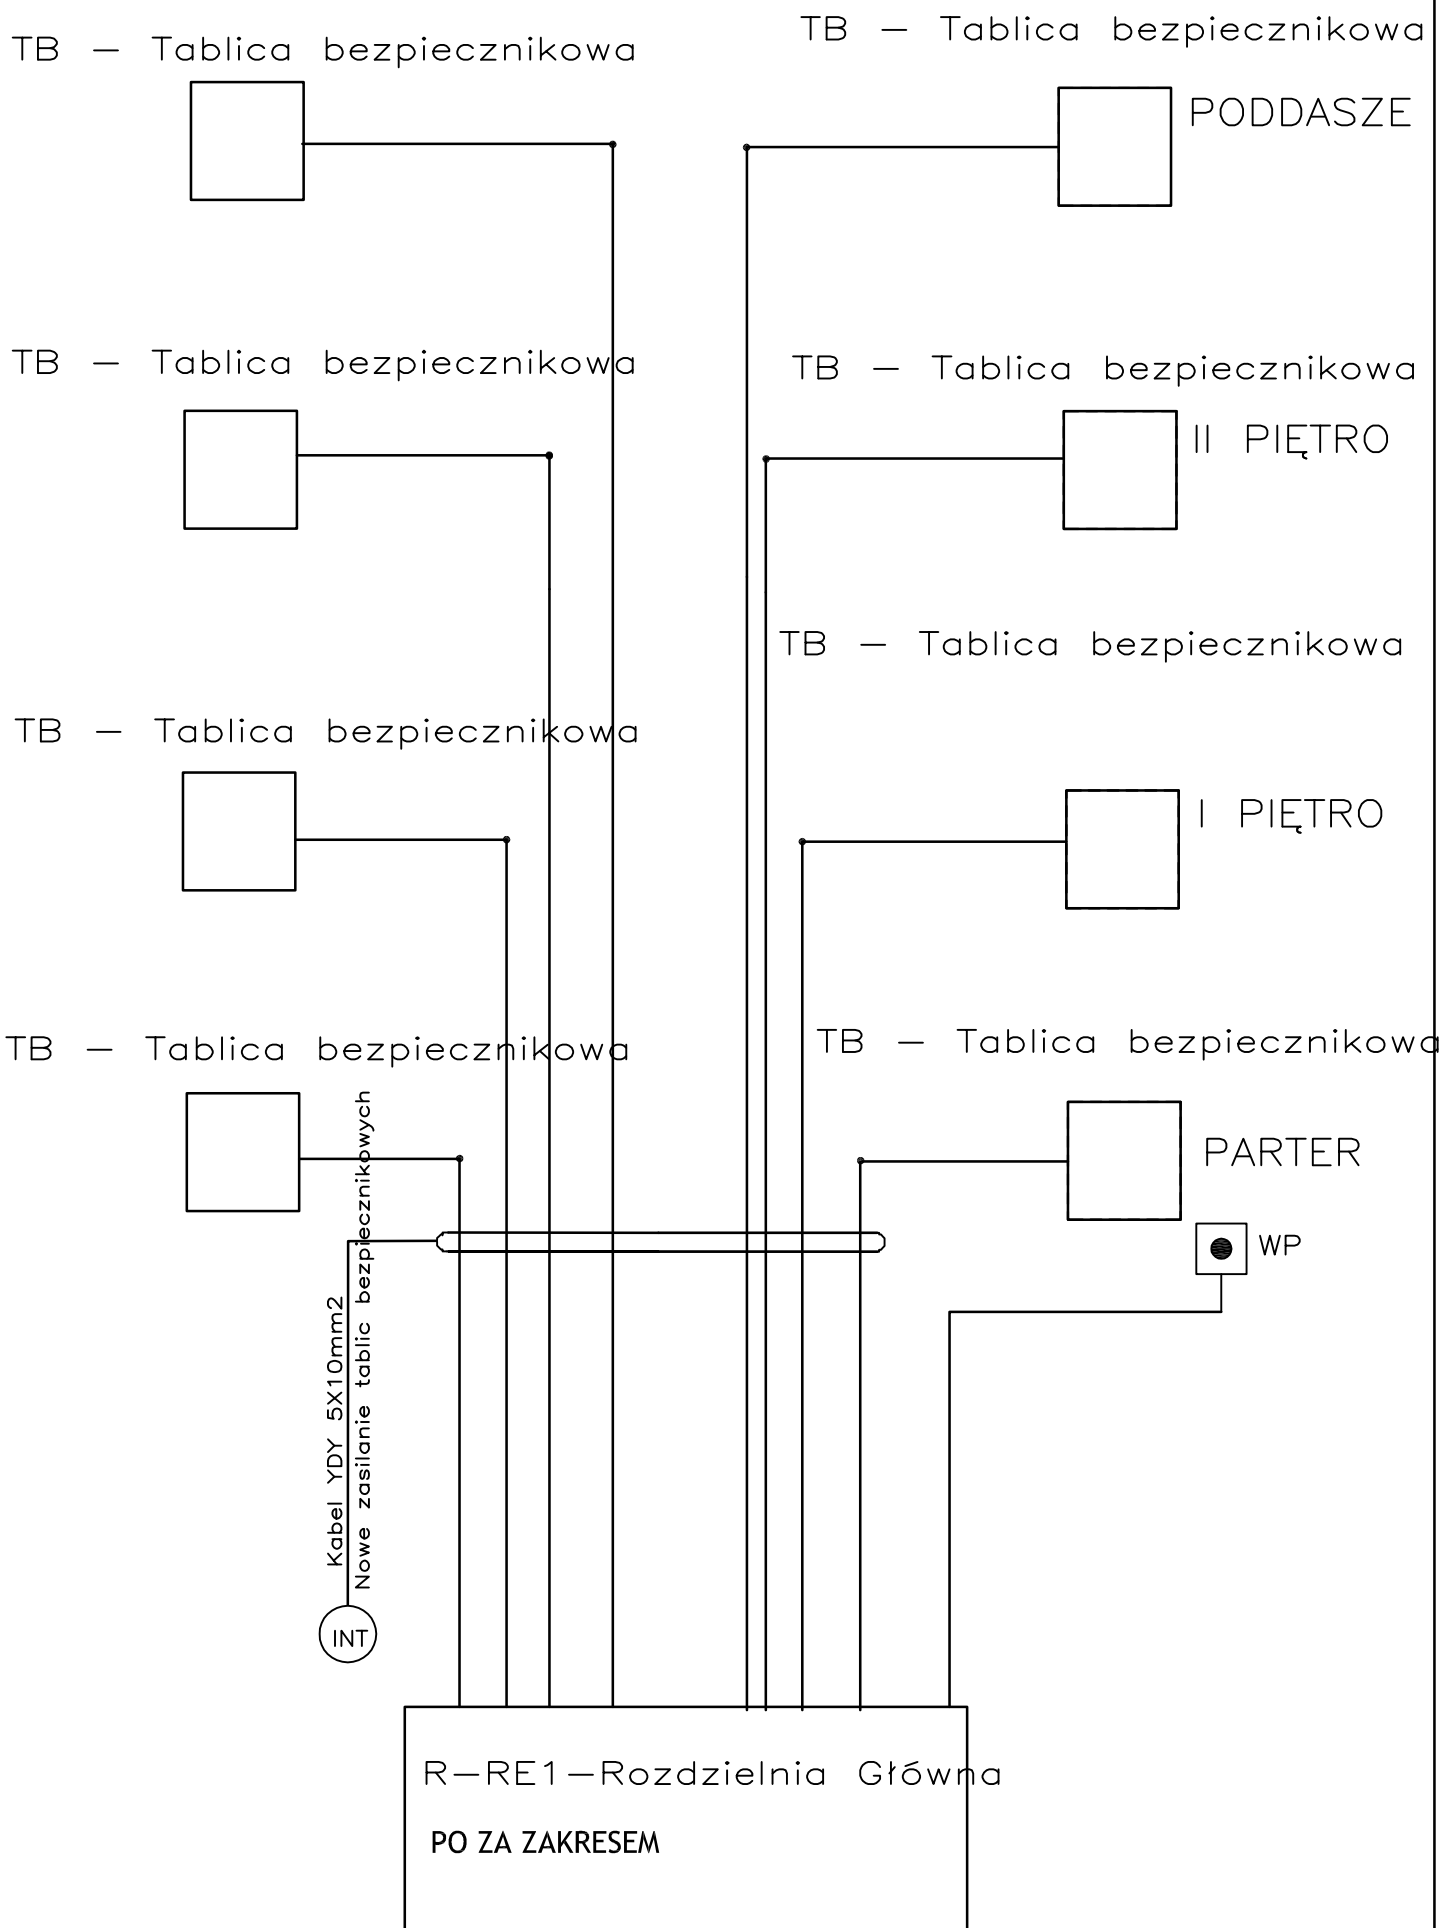 TB – Tablica bezpiecznikowa
TB – Tablica bezpiecznikowa
PODDASZE
TB – Tablica bezpiecznikowa
TB – Tablica bezpiecznikowa
II PIĘTRO
TB – Tablica bezpiecznikowa
TB – Tablica bezpiecznikowa
I PIĘTRO
TB – Tablica bezpiecznikowa
TB – Tablica bezpiecznikowa
PARTER
WP
Kabel YDY 5X10mm2
Nowe zasilanie tablic bezpiecznikowych
INT
R–RE1–Rozdzielnia Główna
PO ZA ZAKRESEM